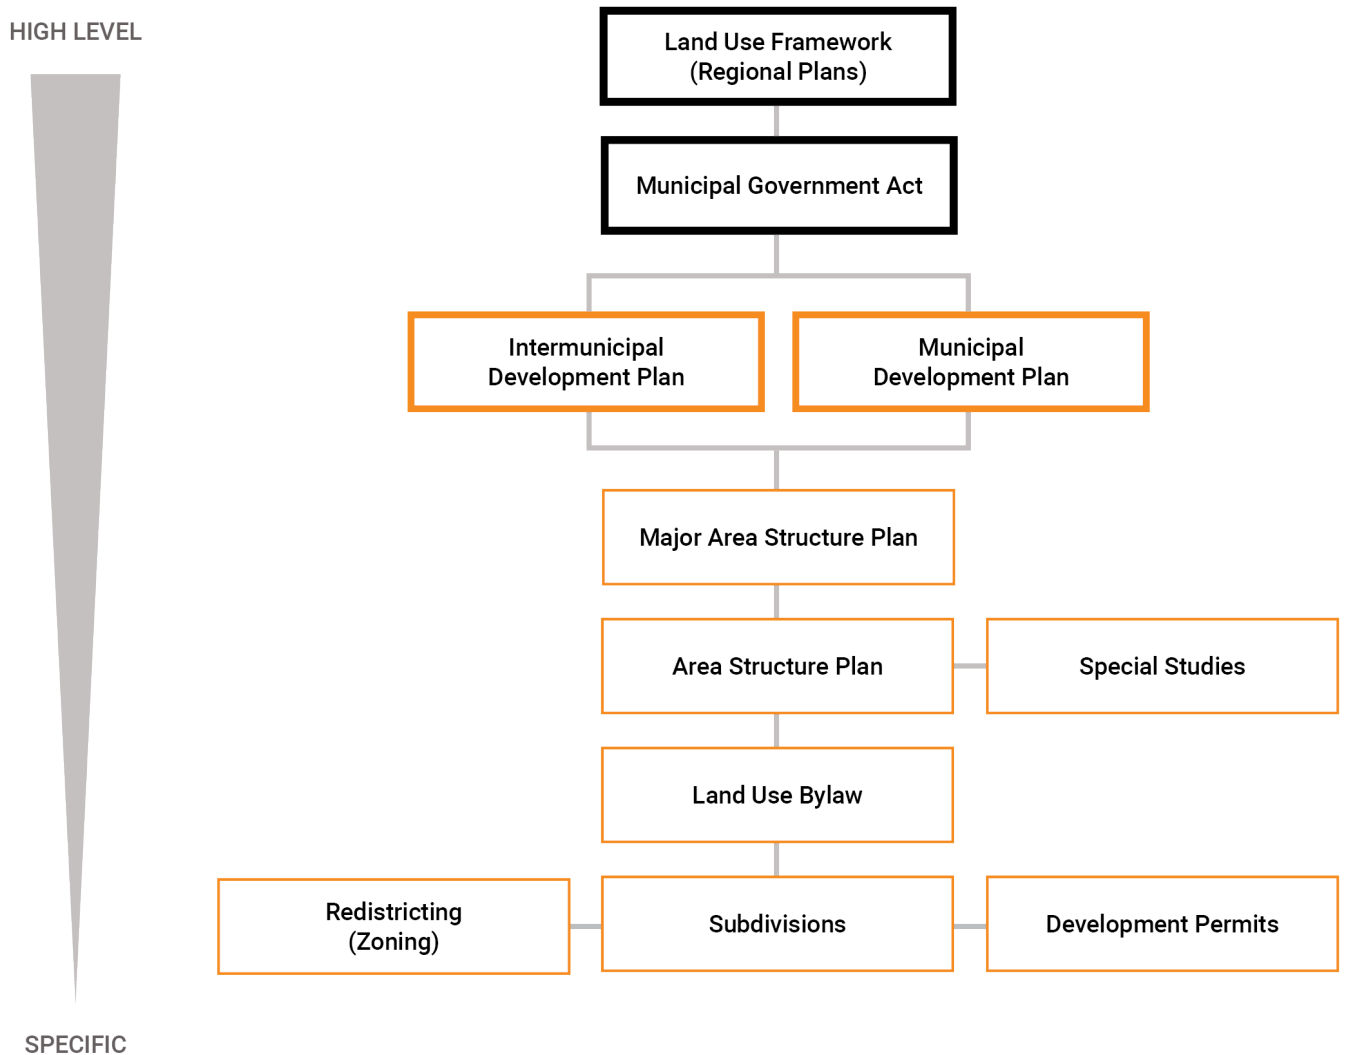 HIGH LEVEL
Land Use Framework
(Regional Plans)
Municipal Government Act
Intermunicipal
Development Plan
Municipal
Development Plan
Major Area Structure Plan
Area Structure Plan
Special Studies
Land Use Bylaw
Redistricting
(Zoning)
Subdivisions
Development Permits
SPECIFIC